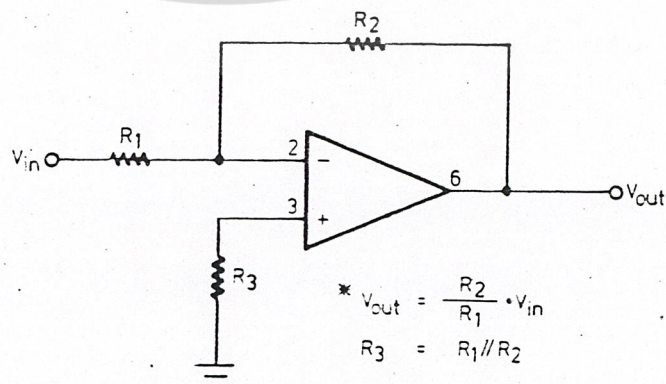 R2
R1
Vin
2
−
6
Vout
3
+
R3
* Vout = R2/R1 • Vin
R3 = R1//R2